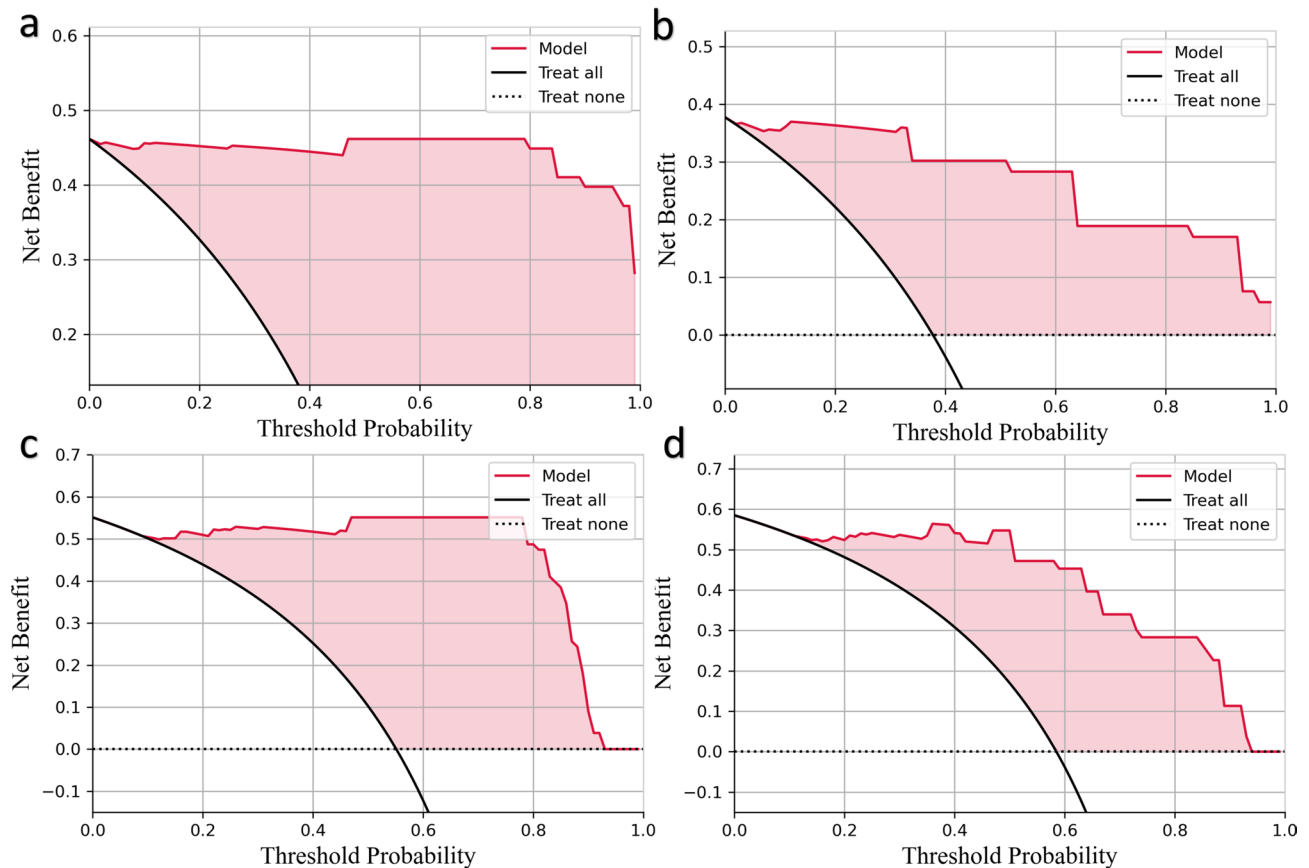 a
Model
Treat all
Treat none
0.6
0.5
0.4
0.3
0.2
Net Benefit
0.0 0.2 0.4 0.6 0.8 1.0
Threshold Probability
b
Model
Treat all
Treat none
0.5
0.4
0.3
0.2
0.1
0.0
Net Benefit
0.0 0.2 0.4 0.6 0.8 1.0
Threshold Probability
c
Model
Treat all
Treat none
0.7
0.6
0.5
0.4
0.3
0.2
0.1
0.0
−0.1
Net Benefit
0.0 0.2 0.4 0.6 0.8 1.0
Threshold Probability
d
Model
Treat all
Treat none
0.7
0.6
0.5
0.4
0.3
0.2
0.1
0.0
−0.1
Net Benefit
0.0 0.2 0.4 0.6 0.8 1.0
Threshold Probability